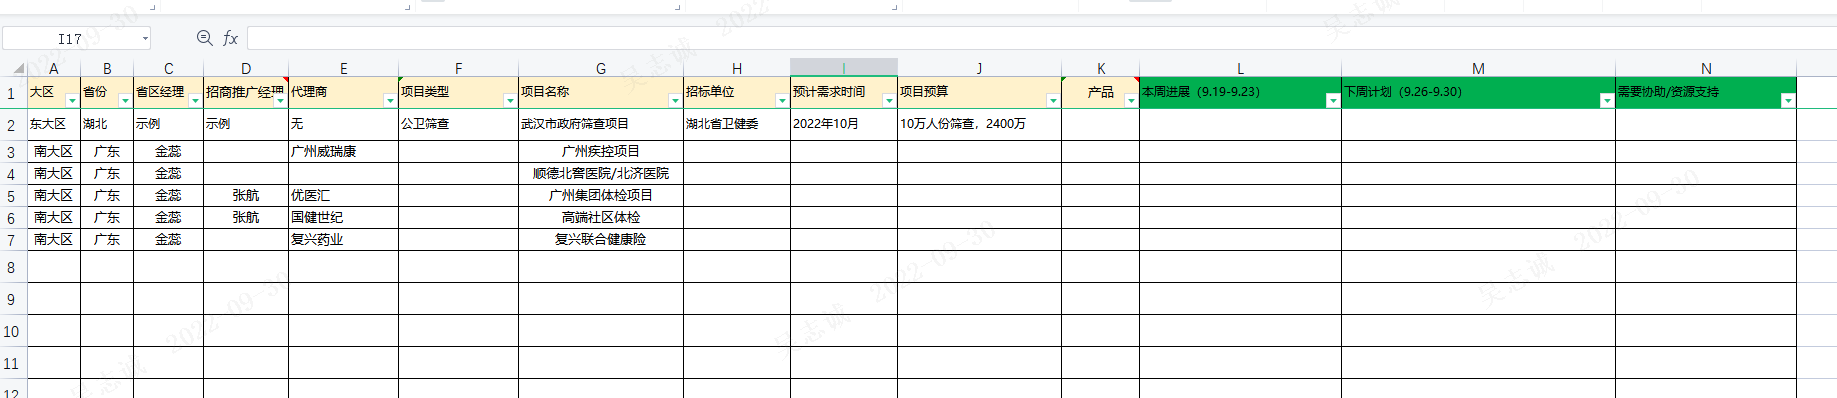 I17 fx
A B C D E F G H I J K L M N
1 大区 省份 省区经理 招商推广经理 代理商 项目类型 项目名称 招标单位 预计需求时间 项目预算 产品 本周进展（9.19-9.23） 下周计划（9.26-9.30） 需要协助/资源支持
2 东大区 湖北 示例 示例 无 公卫筛查 武汉市政府筛查项目 湖北省卫健委 2022年10月 10万人份筛查，2400万
3 南大区 广东 金蕊 广州威瑞康 广州疾控项目
4 南大区 广东 金蕊 顺德北窖医院/北济医院
5 南大区 广东 金蕊 张航 优医汇 广州集团体检项目
6 南大区 广东 金蕊 张航 国健世纪 高端社区体检
7 南大区 广东 金蕊 复兴药业 复兴联合健康险
8
9
10
11
12
吴志诚 2022-09-30